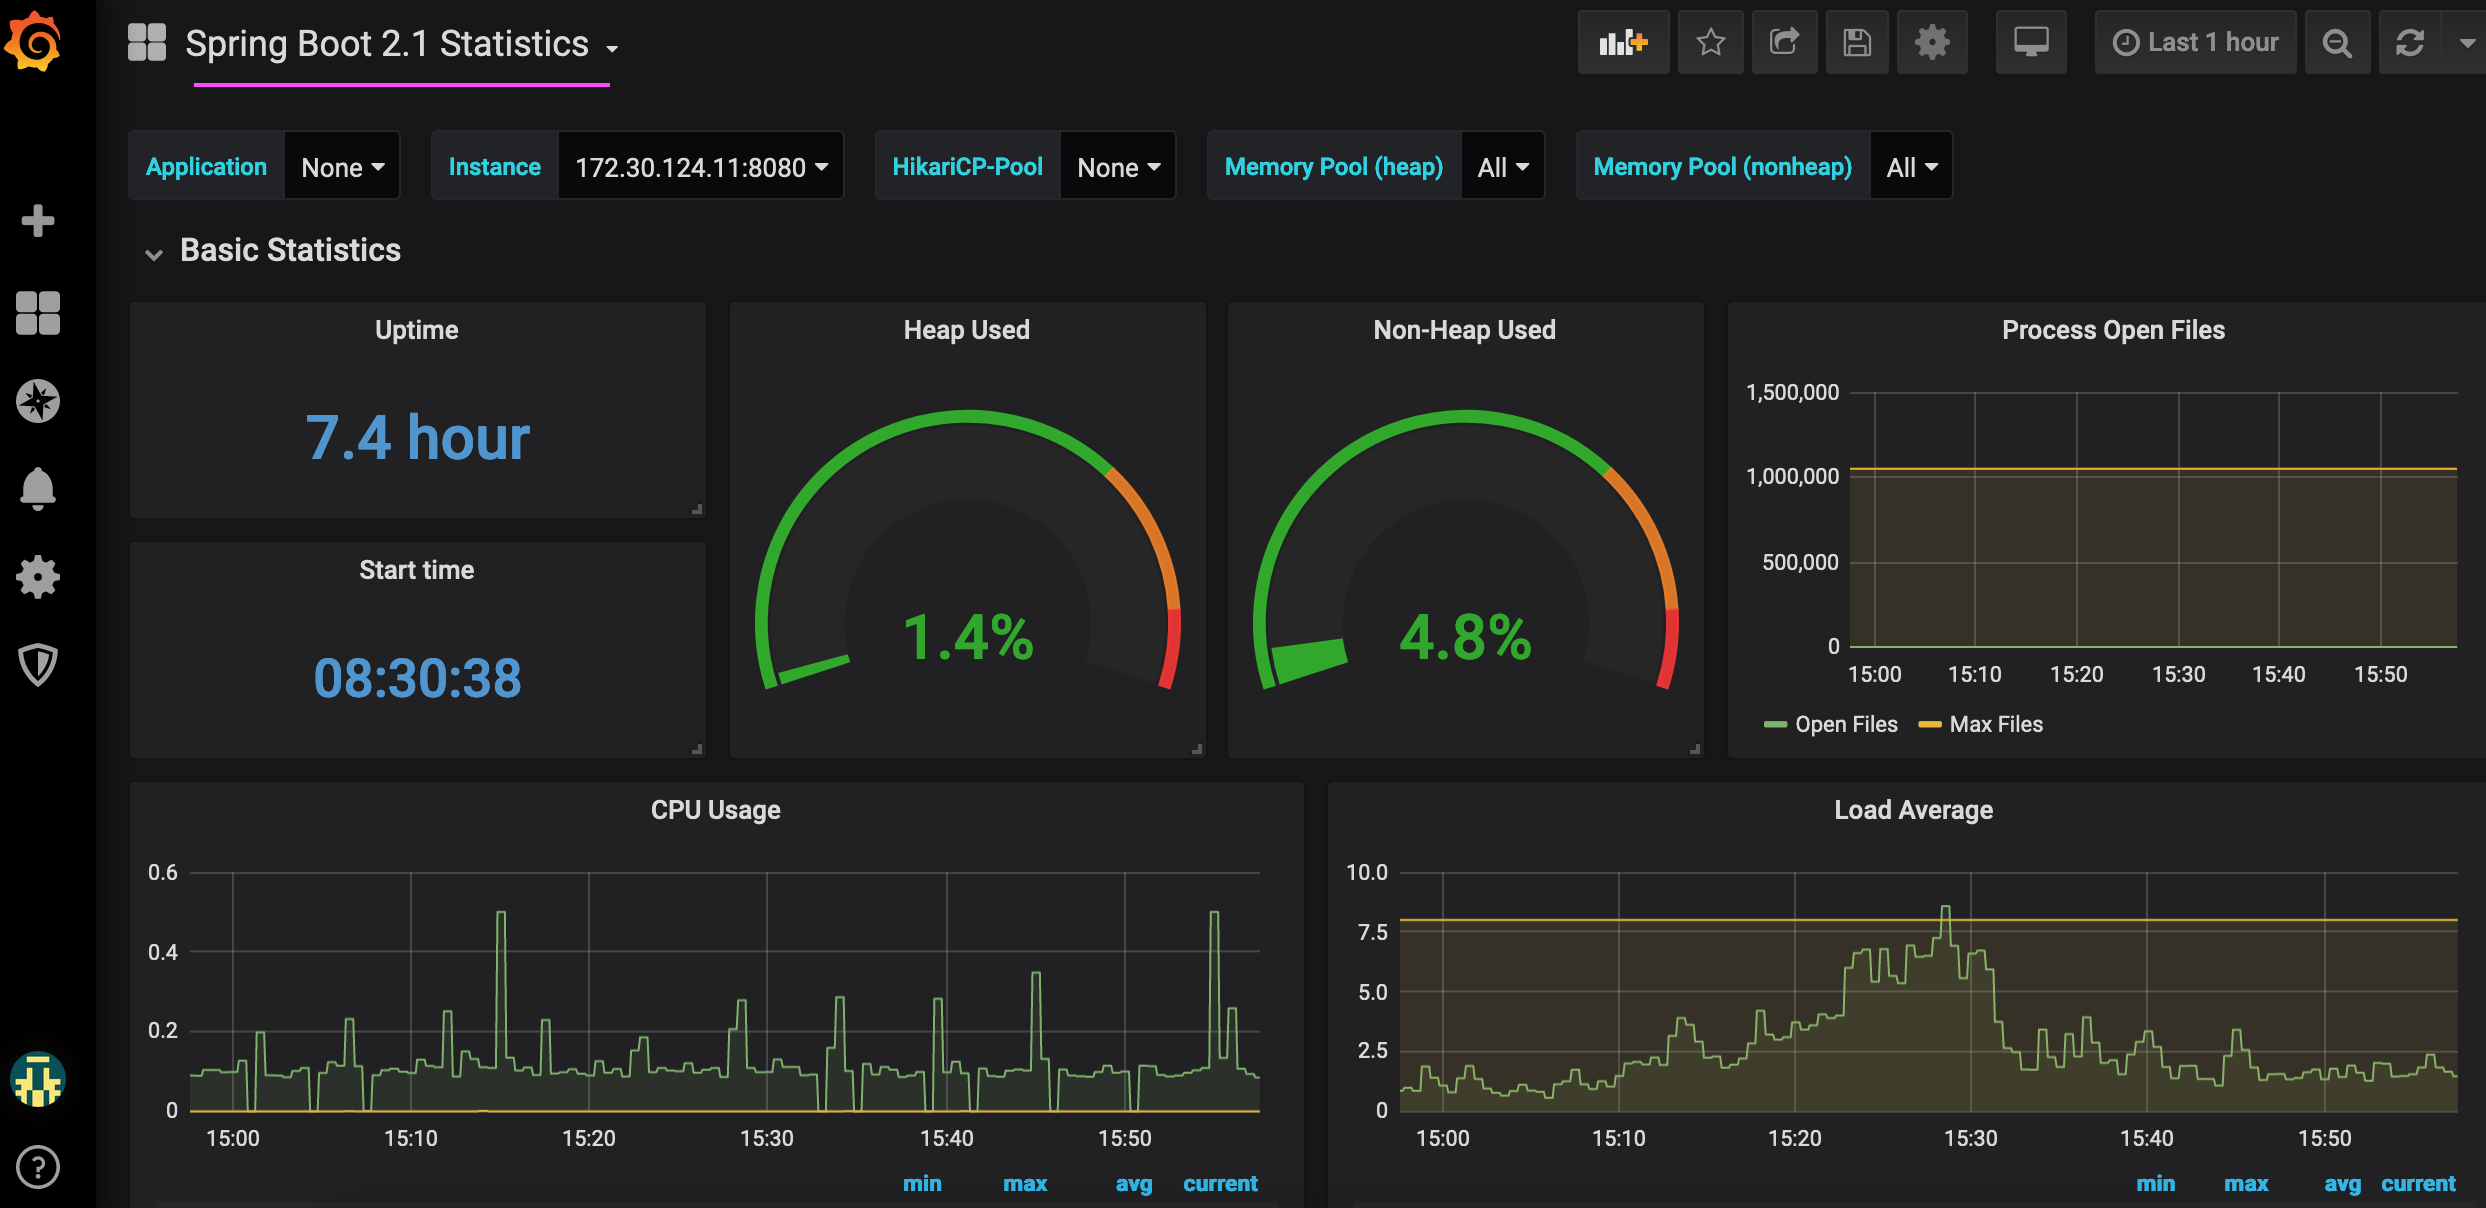 Spring Boot 2.1 Statistics
Last 1 hour
Application None Instance 172.30.124.11:8080 HikariCP-Pool None Memory Pool (heap) All Memory Pool (nonheap) All
Basic Statistics
Uptime
7.4 hour
Start time
08:30:38
Heap Used
1.4%
Non-Heap Used
4.8%
Process Open Files
1,500,000
1,000,000
500,000
0
15:00 15:10 15:20 15:30 15:40 15:50
Open Files Max Files
CPU Usage
0.6
0.4
0.2
0
15:00 15:10 15:20 15:30 15:40 15:50
min max avg current
Load Average
10.0
7.5
5.0
2.5
0
15:00 15:10 15:20 15:30 15:40 15:50
min max avg current
?